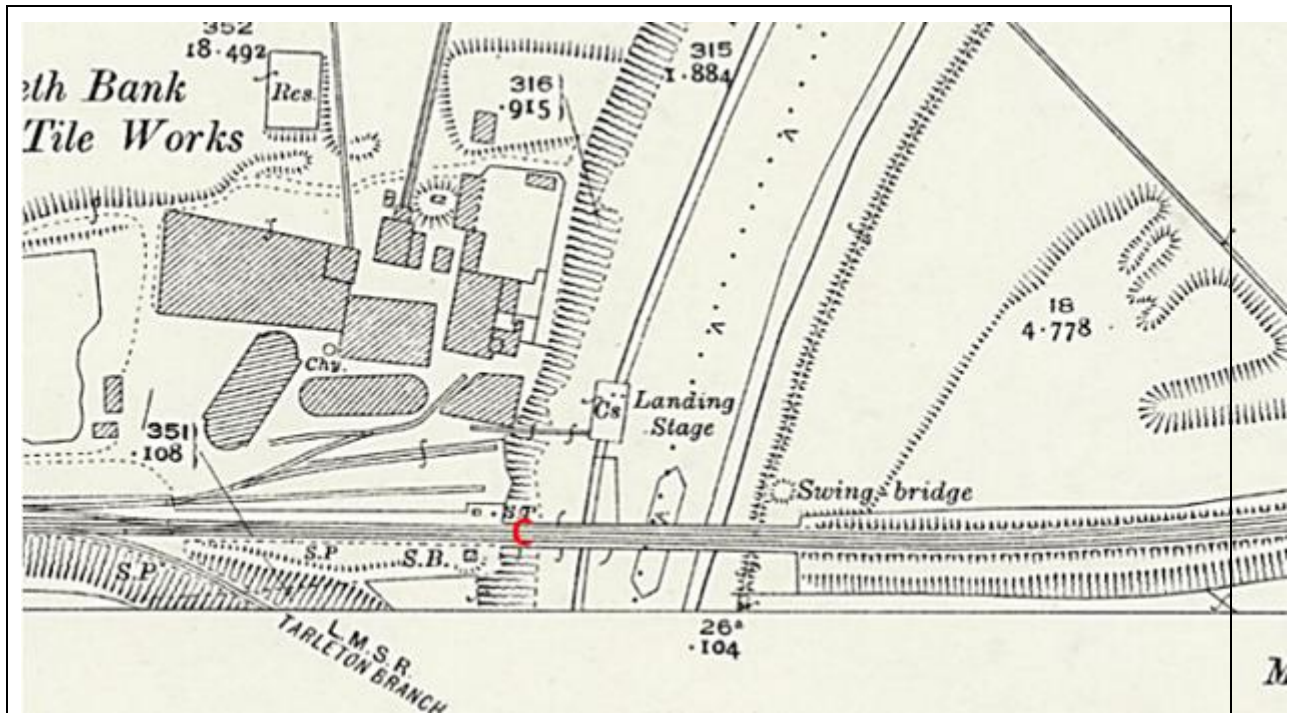 352
18·492
eth Bank
Tile Works
Res.
316
·915
315
1·884
18
4·778
Chy.
351
·108
Cs
Landing
Stage
Swing-bridge
C
S.P
S.B.
S.P
L.M.S.R.
TARLETON BRANCH
26ª
·104
M